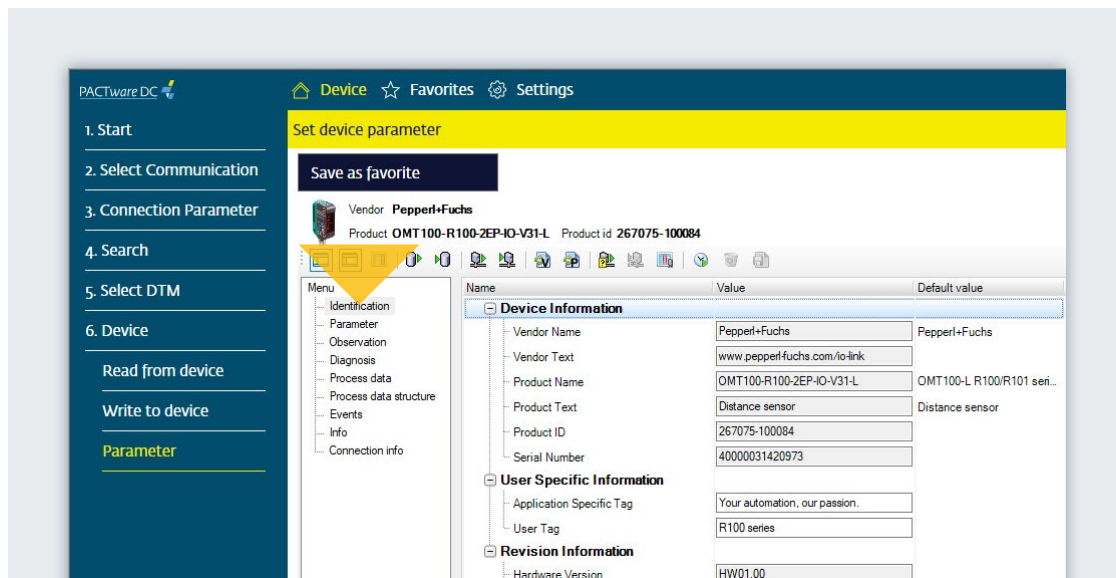 PACTware DC
Device Favorites Settings
1. Start
2. Select Communication
3. Connection Parameter
4. Search
5. Select DTM
6. Device
Read from device
Write to device
Parameter
Set device parameter
Save as favorite
Vendor Pepperl+Fuchs
Product OMT100-R100-2EP-IO-V31-L Product id 267075-100084
Menu
Identification
Parameter
Observation
Diagnosis
Process data
Process data structure
Events
Info
Connection info
Name Value Default value
Device Information
Vendor Name Pepperl+Fuchs Pepperl+Fuchs
Vendor Text www.pepperl-fuchs.com/io-link
Product Name OMT100-R100-2EP-IO-V31-L OMT100-L R100/R101 seri...
Product Text Distance sensor Distance sensor
Product ID 267075-100084
Serial Number 40000031420973
User Specific Information
Application Specific Tag Your automation, our passion.
User Tag R100 series
Revision Information
Hardware Version HW01.00